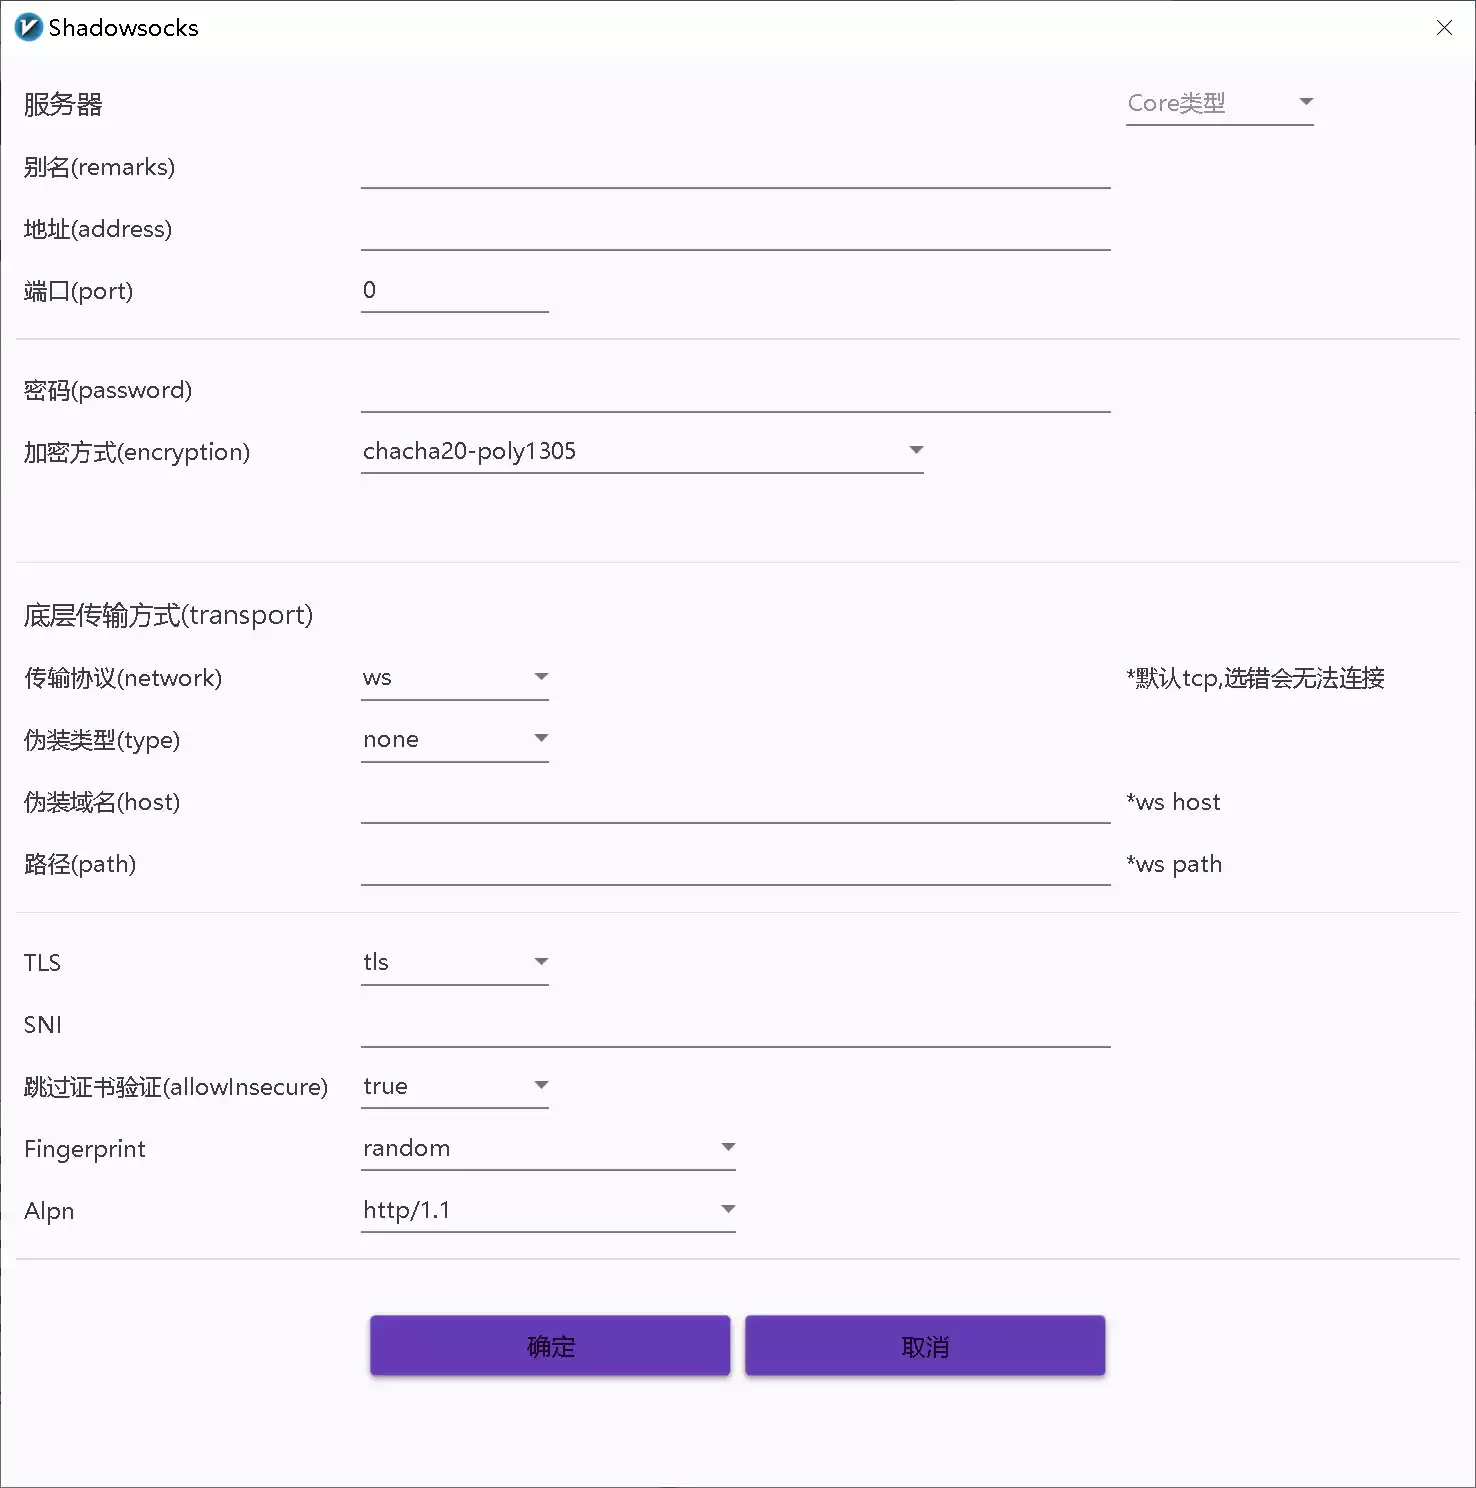 Shadowsocks
服务器 Core类型
别名(remarks)
地址(address)
端口(port) 0
密码(password)
加密方式(encryption) chacha20-poly1305
底层传输方式(transport)
传输协议(network) ws *默认tcp,选错会无法连接
伪装类型(type) none
伪装域名(host) *ws host
路径(path) *ws path
TLS tls
SNI
跳过证书验证(allowInsecure) true
Fingerprint random
Alpn http/1.1
确定 取消